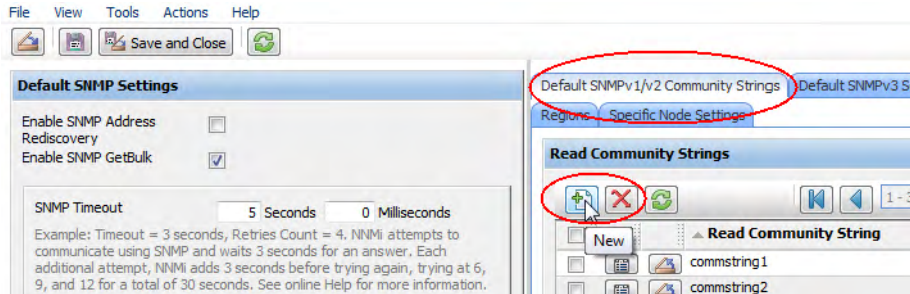 File View Tools Actions Help
Save and Close
Default SNMP Settings
Enable SNMP Address
Rediscovery
Enable SNMP GetBulk
SNMP Timeout 5 Seconds 0 Milliseconds
Example: Timeout = 3 seconds, Retries Count = 4. NNMi attempts to
communicate using SNMP and waits 3 seconds for an answer. Each
additional attempt, NNMi adds 3 seconds before trying again, trying at 6,
9, and 12 for a total of 30 seconds. See online Help for more information.
Default SNMPv1/v2 Community Strings Default SNMPv3 S
Regions Specific Node Settings
Read Community Strings
1 - 3
New
Read Community String
commstring1
commstring2